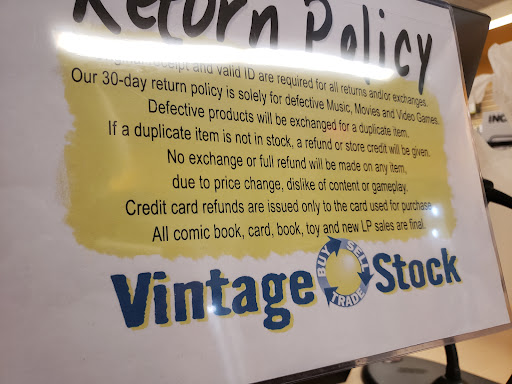 Return Policy
receipt and valid ID are required for all returns and/or exchanges.
Our 30-day return policy is solely for defective Music, Movies and Video Games.
Defective products will be exchanged for a duplicate item.
If a duplicate item is not in stock, a refund or store credit will be given.
No exchange or full refund will be made on any item,
due to price change, dislike of content or gameplay.
Credit card refunds are issued only to the card used for purchase.
All comic book, card, book, toy and new LP sales are final.
Vintage BUY SELL TRADE Stock
INC.